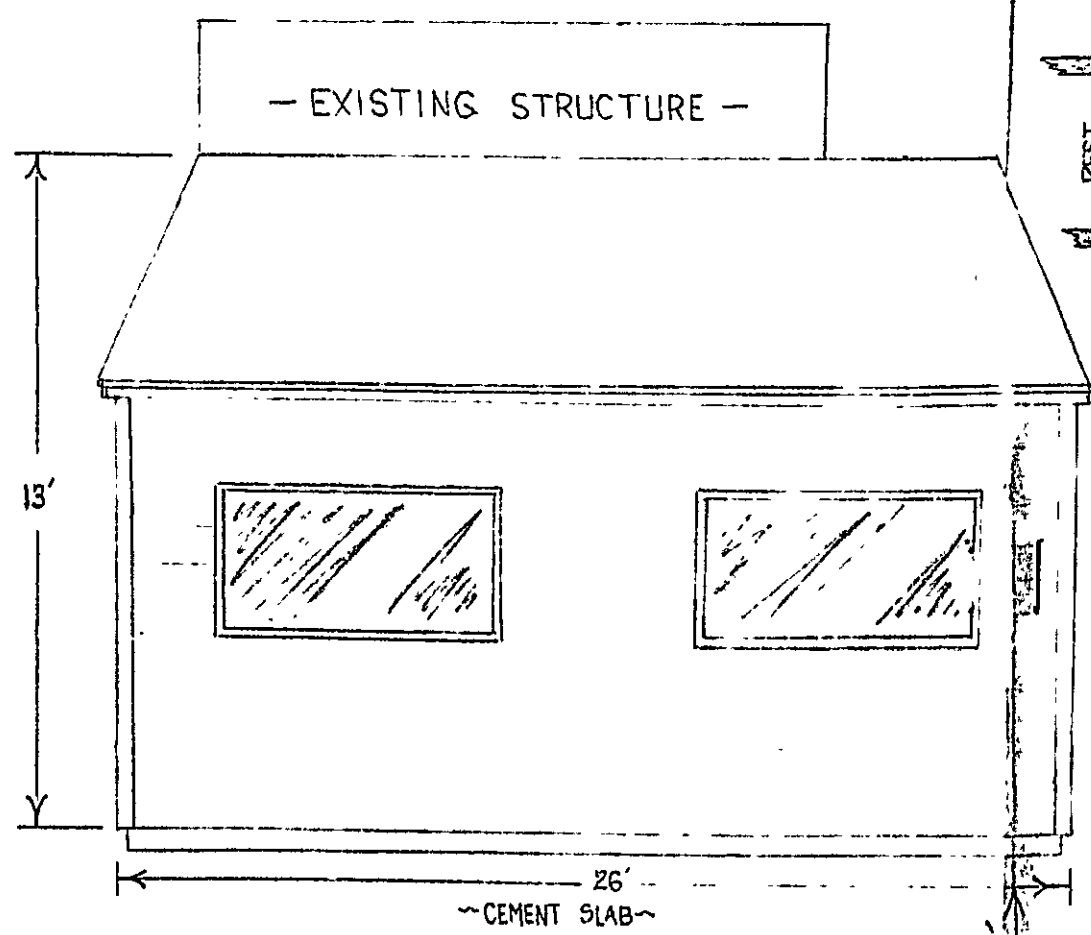 - EXISTING STRUCTURE -
13'
26'
~CEMENT SLAB~